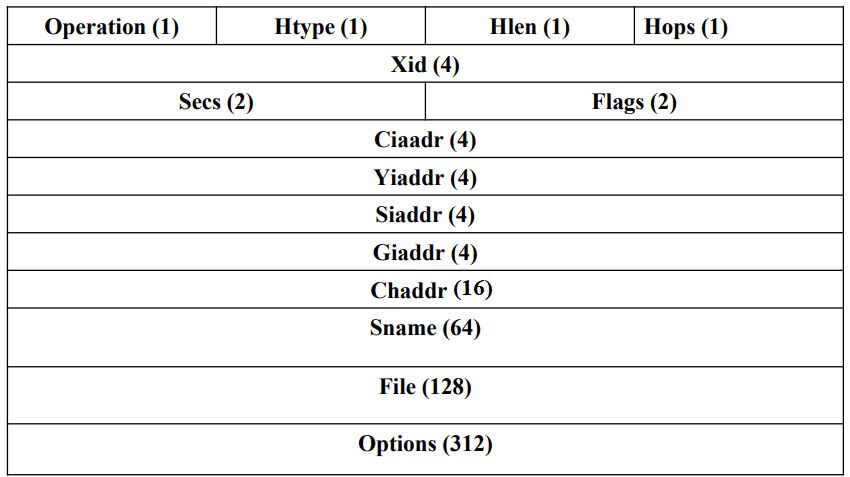 Operation (1) Htype (1) Hlen (1) Hops (1)
Xid (4)
Secs (2) Flags (2)
Ciaadr (4)
Yiaddr (4)
Siaddr (4)
Giaddr (4)
Chaddr (16)
Sname (64)
File (128)
Options (312)